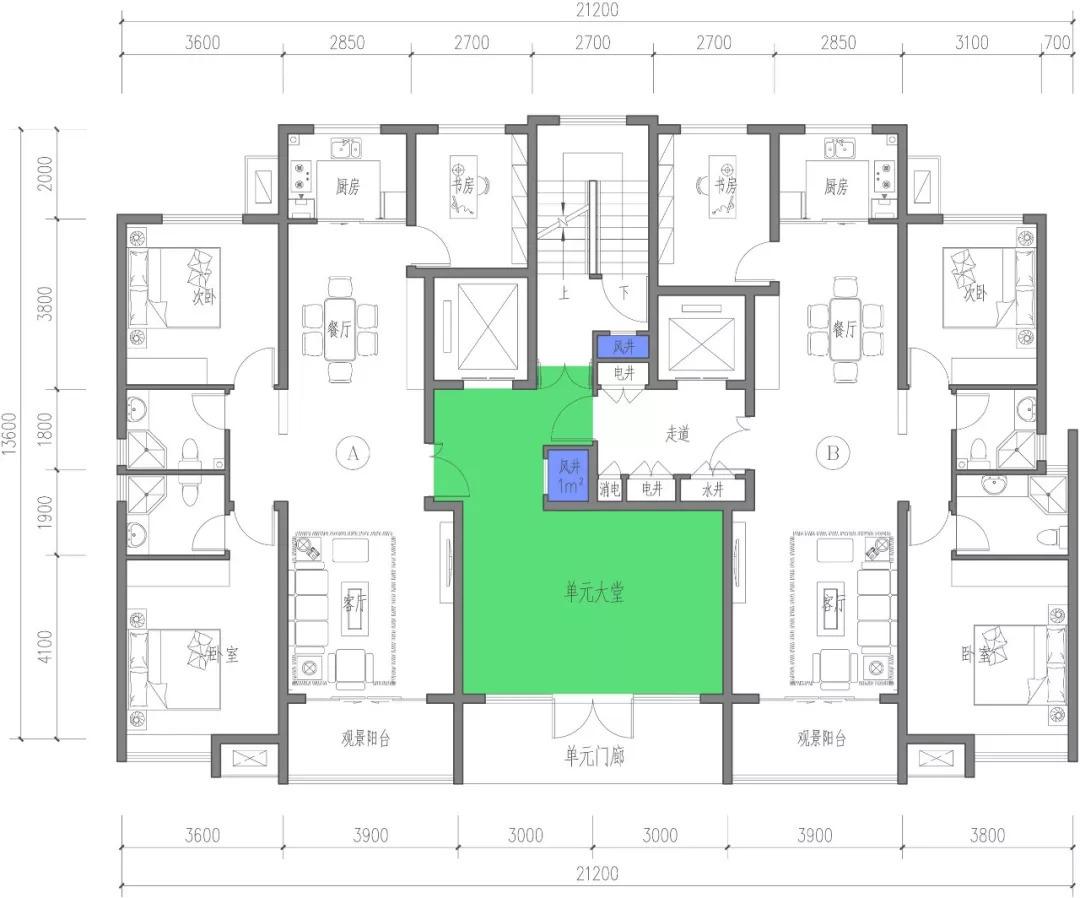 21200
3600 2850 2700 2700 2700 2850 3100 700
2000
3800
1800
13600
1900
4100
厨房
书房
书房
厨房
次卧
上
下
次卧
餐厅
风井
餐厅
电井
走道
A
B
风井
1m²
消电
电井
水井
单元大堂
客厅
客厅
卧室
卧室
观景阳台
单元门廊
观景阳台
3600 3900 3000 3000 3900 3800
21200